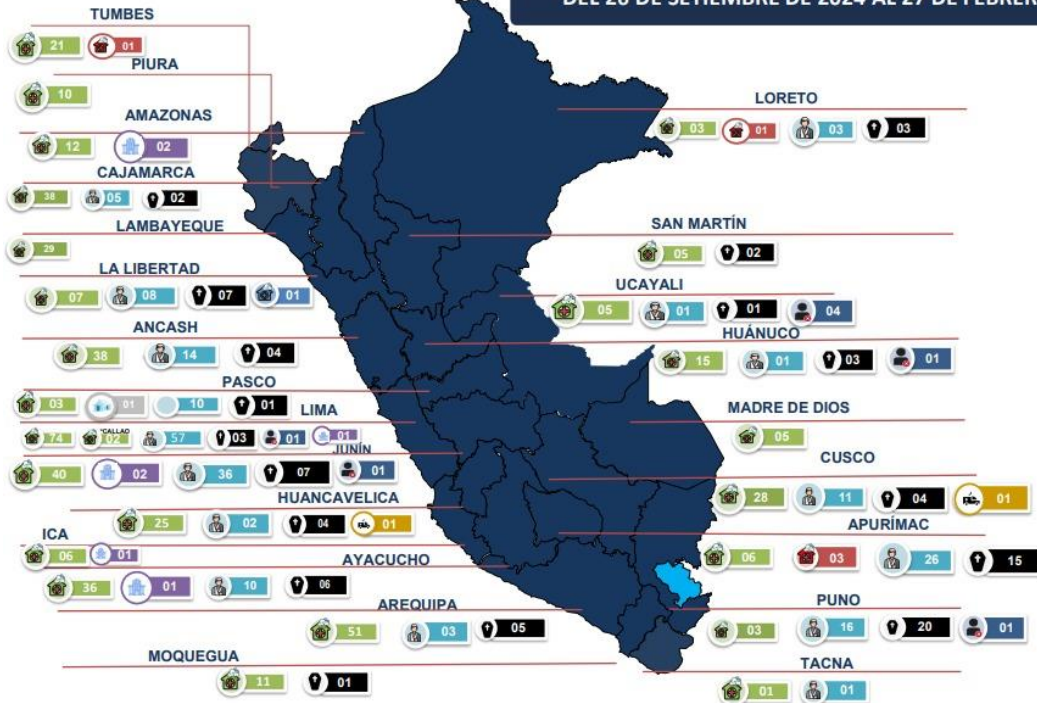 DEL 26 DE SETIEMBRE DE 2024 AL 27 DE FEBRER
TUMBES
21 01
PIURA
10
AMAZONAS
12 02
CAJAMARCA
38 05 02
LAMBAYEQUE
29
LA LIBERTAD
07 08 07 01
ANCASH
38 14 04
PASCO
03 01 10 01
LIMA
74 *CALLAO 02 57 03 01 01
JUNÍN
40 02 36 07 01
HUANCAVELICA
25 02 04 01
ICA
06 01
AYACUCHO
36 01 10 06
AREQUIPA
51 03 05
MOQUEGUA
11 01
LORETO
03 01 03 03
SAN MARTÍN
05 02
UCAYALI
05 01 01 04
HUÁNUCO
15 01 03 01
MADRE DE DIOS
05
CUSCO
28 11 04 01
APURÍMAC
06 03 26 15
PUNO
03 16 20 01
TACNA
01 01